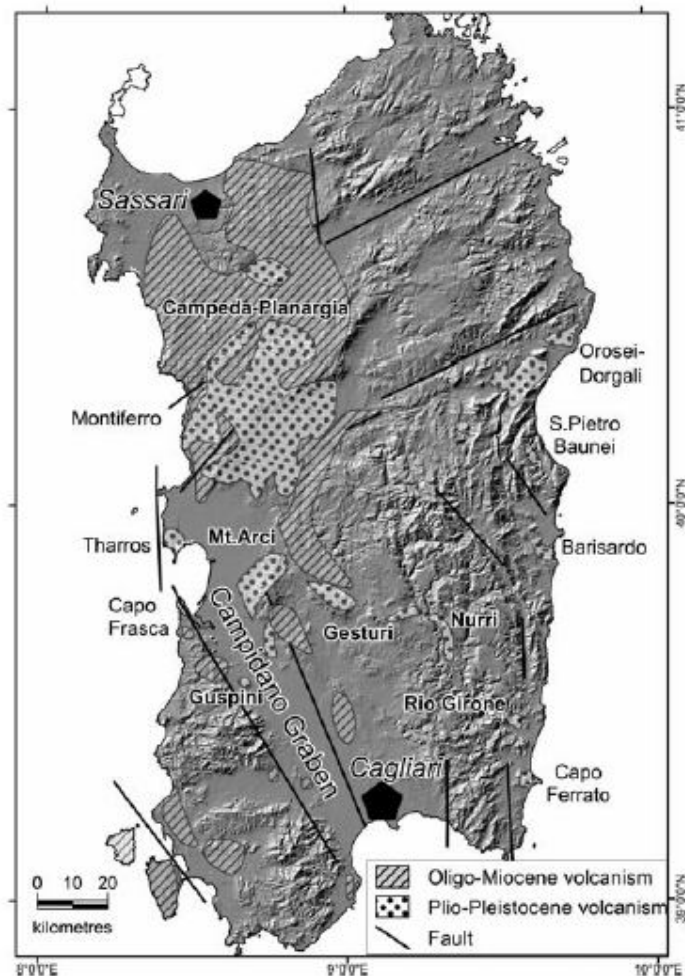 41°0'0"N
Sassari
Campeda-Planargia
Orosei-
Dorgali
Montiferro
S.Pietro
Baunei
40°0'0"N
Mt.Arci
Tharros
Barisardo
Capo
Frasca
Campidano Graben
Gesturi
Nurri
Guspini
Rio Girone
Cagliari
Capo
Ferrato
0 10 20
kilometres
Oligo-Miocene volcanism
Plio-Pleistocene volcanism
Fault
39°0'0"N
8°0'0"E
9°0'0"E
10°0'0"E